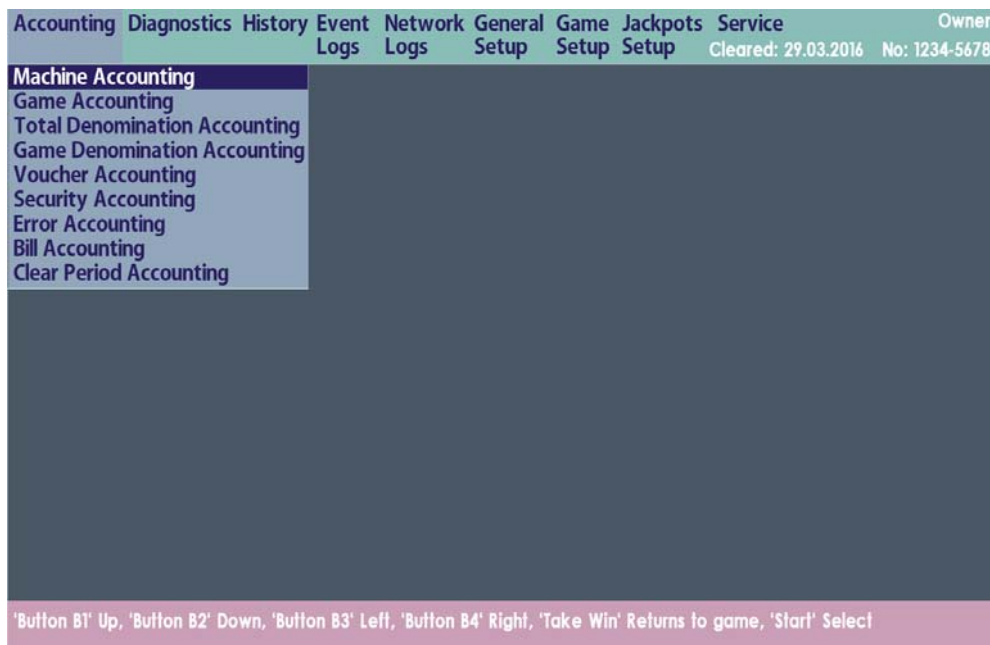 Accounting Diagnostics History Event Logs Network Logs General Setup Game Setup Jackpots Setup Service Owner
Cleared: 29.03.2016 No: 1234-5678
Machine Accounting
Game Accounting
Total Denomination Accounting
Game Denomination Accounting
Voucher Accounting
Security Accounting
Error Accounting
Bill Accounting
Clear Period Accounting
'Button B1' Up, 'Button B2' Down, 'Button B3' Left, 'Button B4' Right, 'Take Win' Returns to game, 'Start' Select